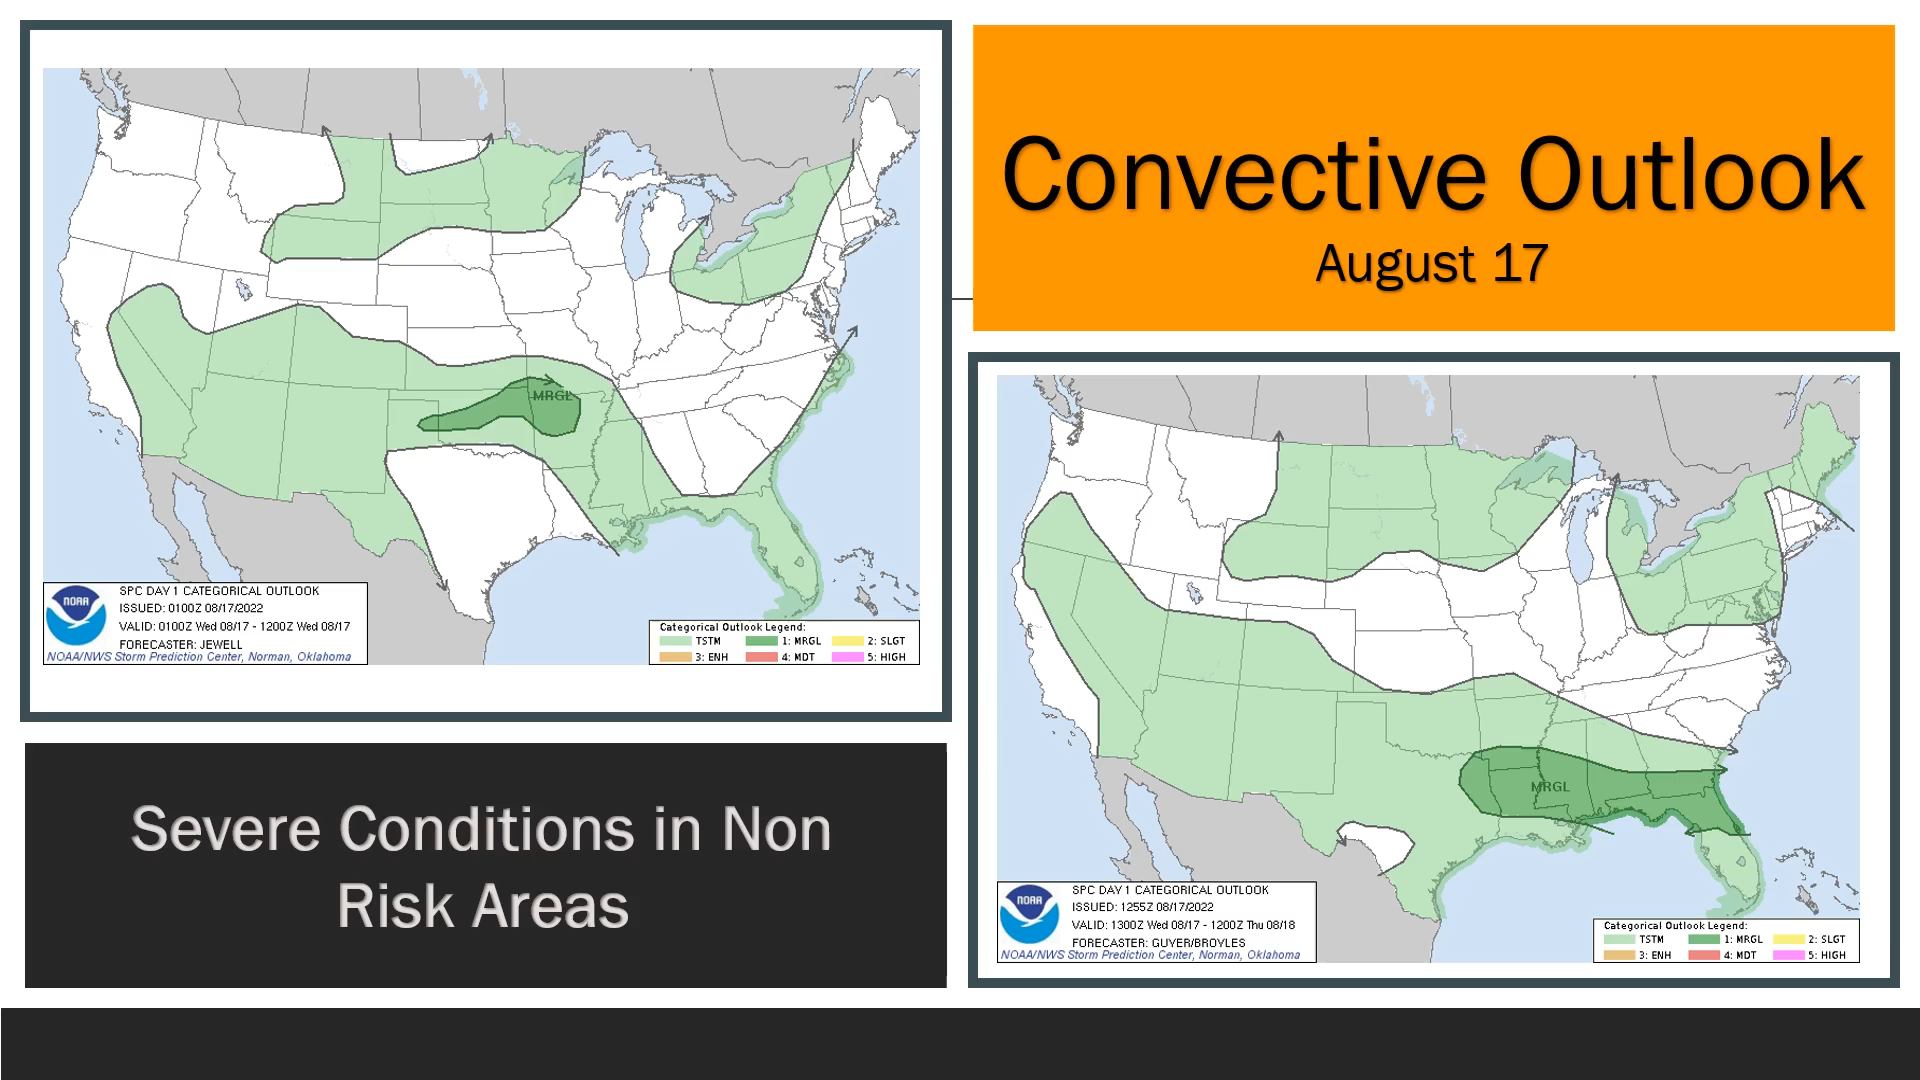 Convective Outlook
August 17
MRGL
NOAA
SPC DAY 1 CATEGORICAL OUTLOOK
ISSUED: 0100Z 08/17/2022
VALID: 0100Z Wed 08/17 - 1200Z Wed 08/17
FORECASTER: JEWELL
NOAA/NWS Storm Prediction Center, Norman, Oklahoma
Categorical Outlook Legend:
TSTM 1: MRGL 2: SLGT
3: ENH 4: MDT 5: HIGH
Severe Conditions in Non
Risk Areas
MRGL
NOAA
SPC DAY 1 CATEGORICAL OUTLOOK
ISSUED: 1255Z 08/17/2022
VALID: 1300Z Wed 08/17 - 1200Z Thu 08/18
FORECASTER: GUYER/BROYLES
NOAA/NWS Storm Prediction Center, Norman, Oklahoma
Categorical Outlook Legend:
TSTM 1: MRGL 2: SLGT
3: ENH 4: MDT 5: HIGH